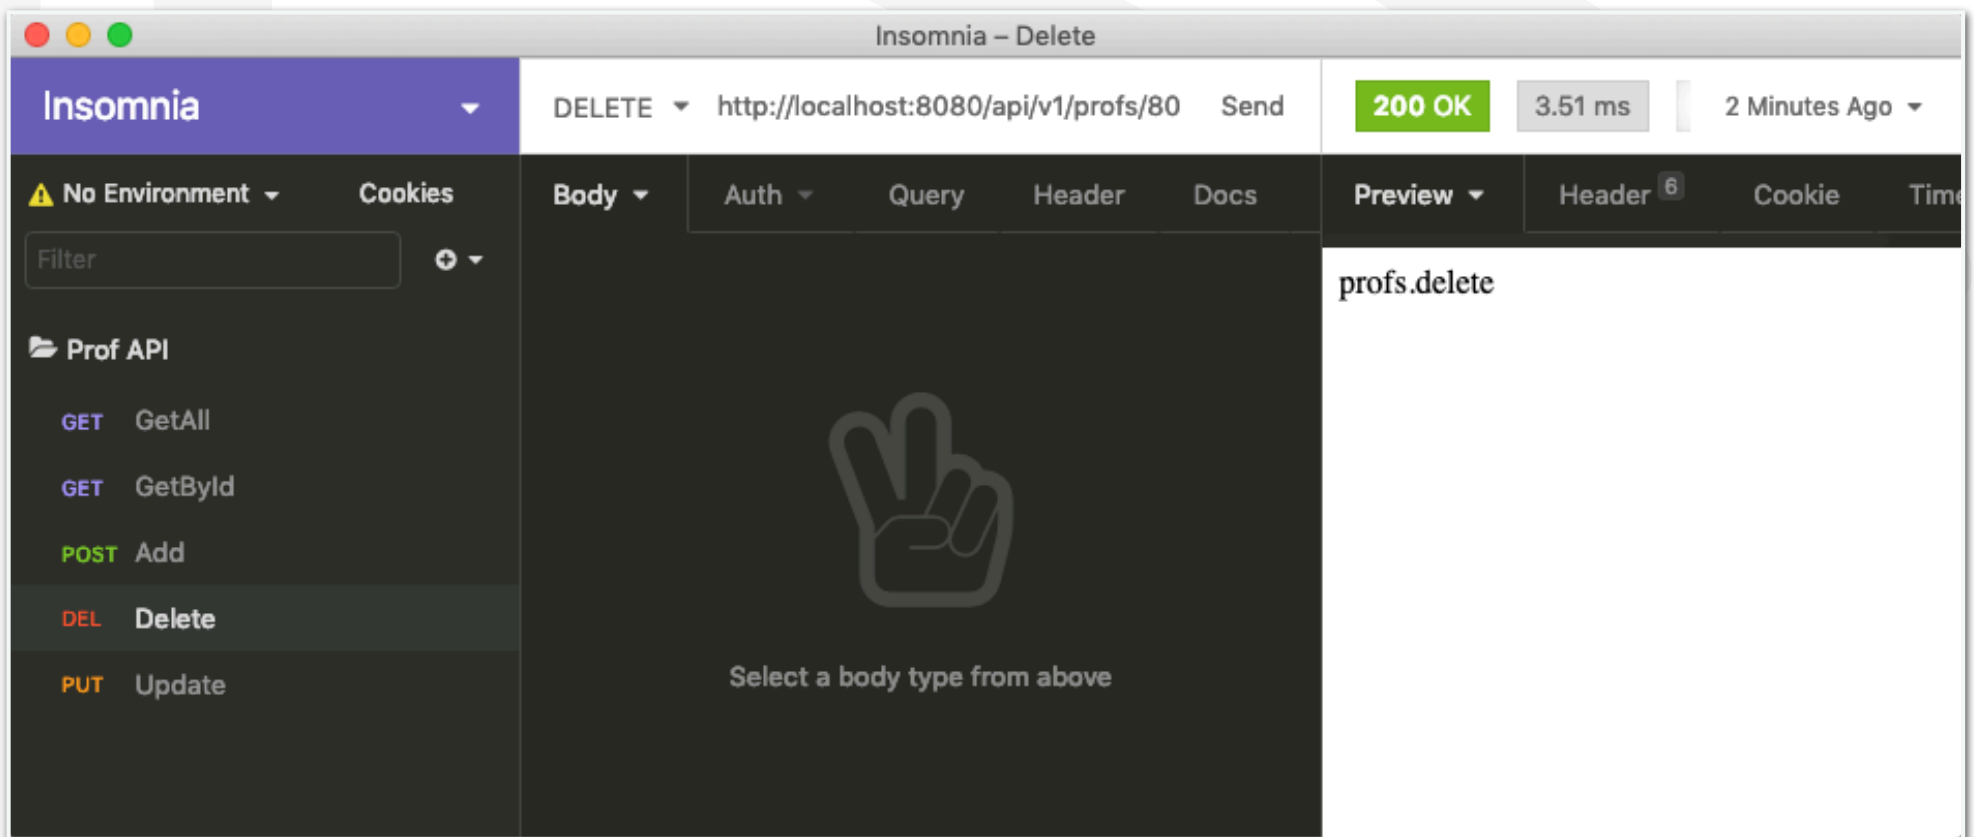 Insomnia – Delete
Insomnia
DELETE http://localhost:8080/api/v1/profs/80 Send
200 OK 3.51 ms 2 Minutes Ago
No Environment Cookies
Body Auth Query Header Docs
Preview Header 6 Cookie Time
Filter
profs.delete
Prof API
GET GetAll
GET GetById
POST Add
DEL Delete
PUT Update
Select a body type from above